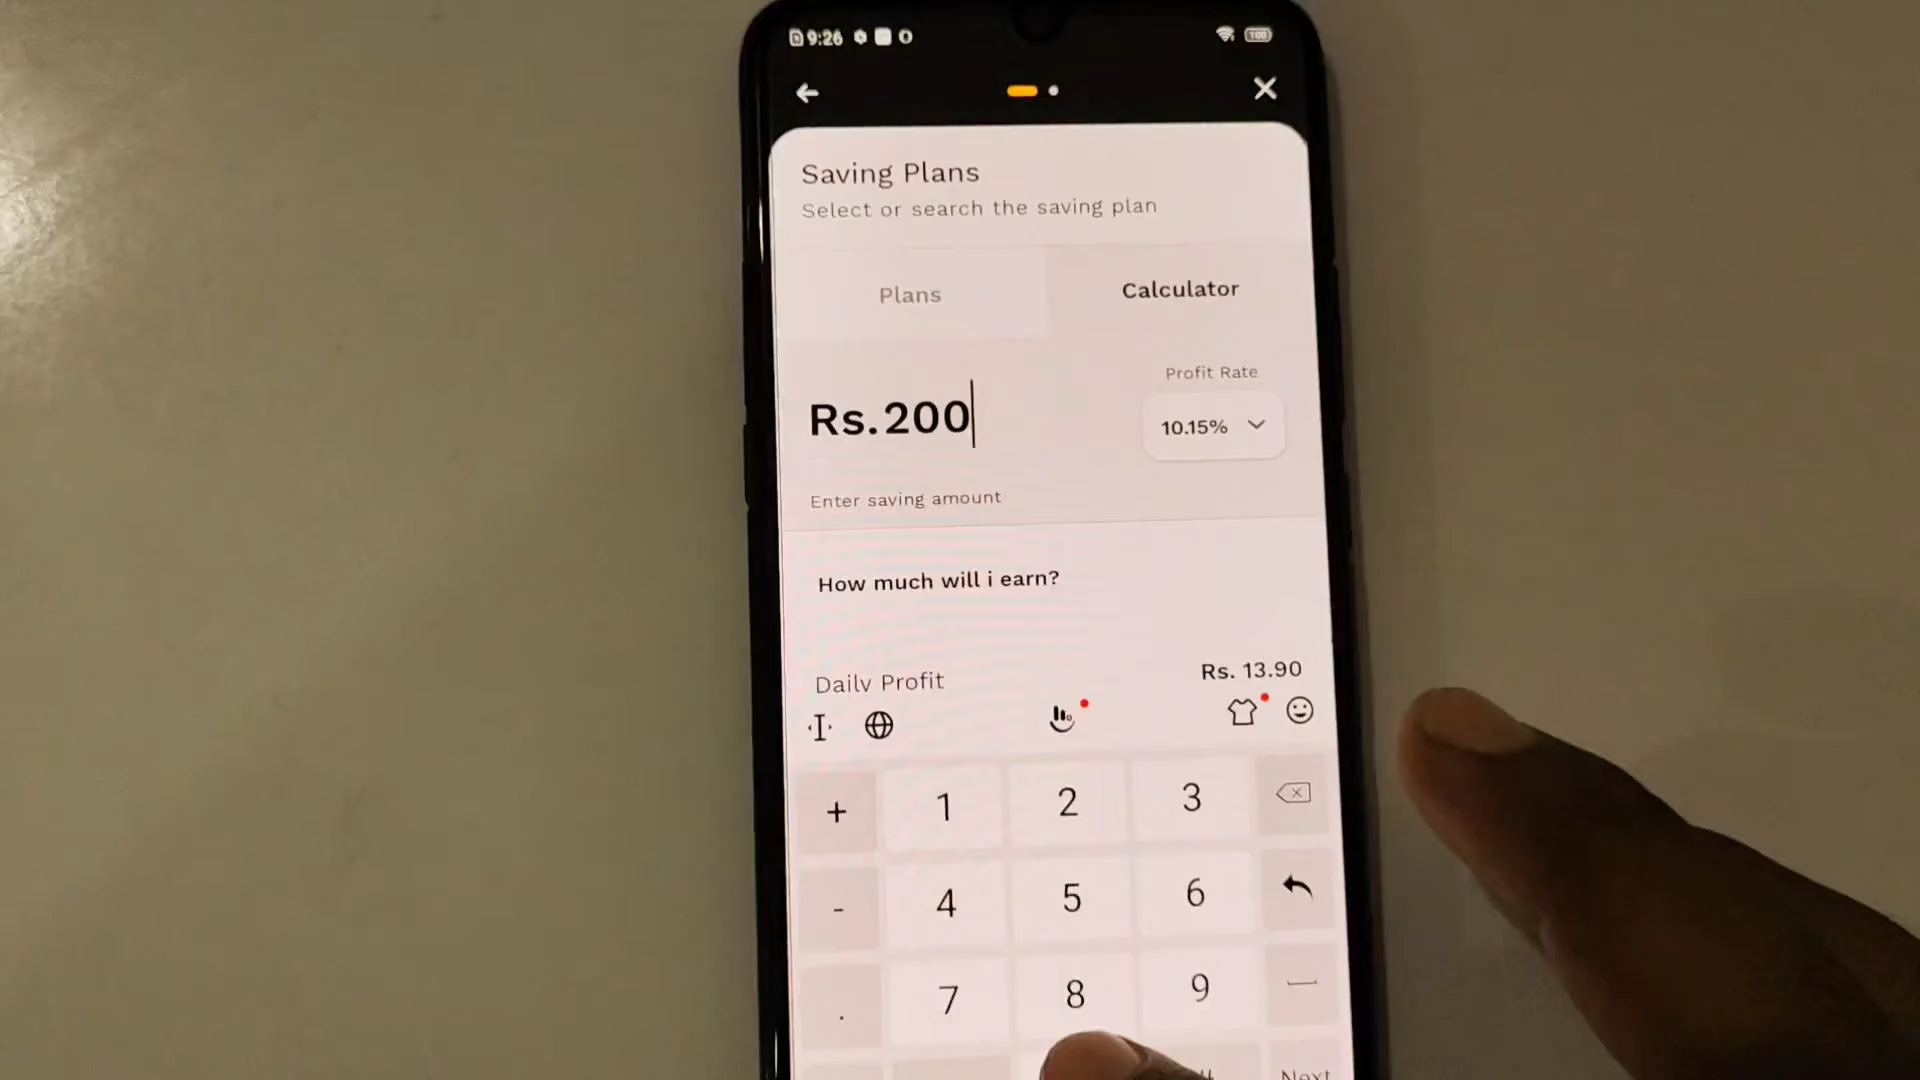 9:26
100
Saving Plans
Select or search the saving plan
Plans
Calculator
Profit Rate
Rs.200
10.15%
Enter saving amount
How much will i earn?
Daily Profit
Rs. 13.90
+ 1 2 3
- 4 5 6
. 7 8 9
Next